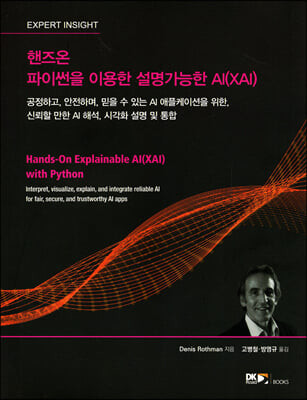 EXPERT INSIGHT
핸즈온
파이썬을 이용한 설명가능한 AI(XAI)
공정하고, 안전하며, 믿을 수 있는 AI 애플케이션을 위한,
신뢰할 만한 AI 해석, 시각화 설명 및 통합
Hands-On Explainable AI(XAI)
with Python
Interpret, visualize, explain, and integrate reliable AI
for fair, secure, and trustworthy AI apps
Denis Rothman 지음 고병철·방명규 옮김
DK Road BOOKS